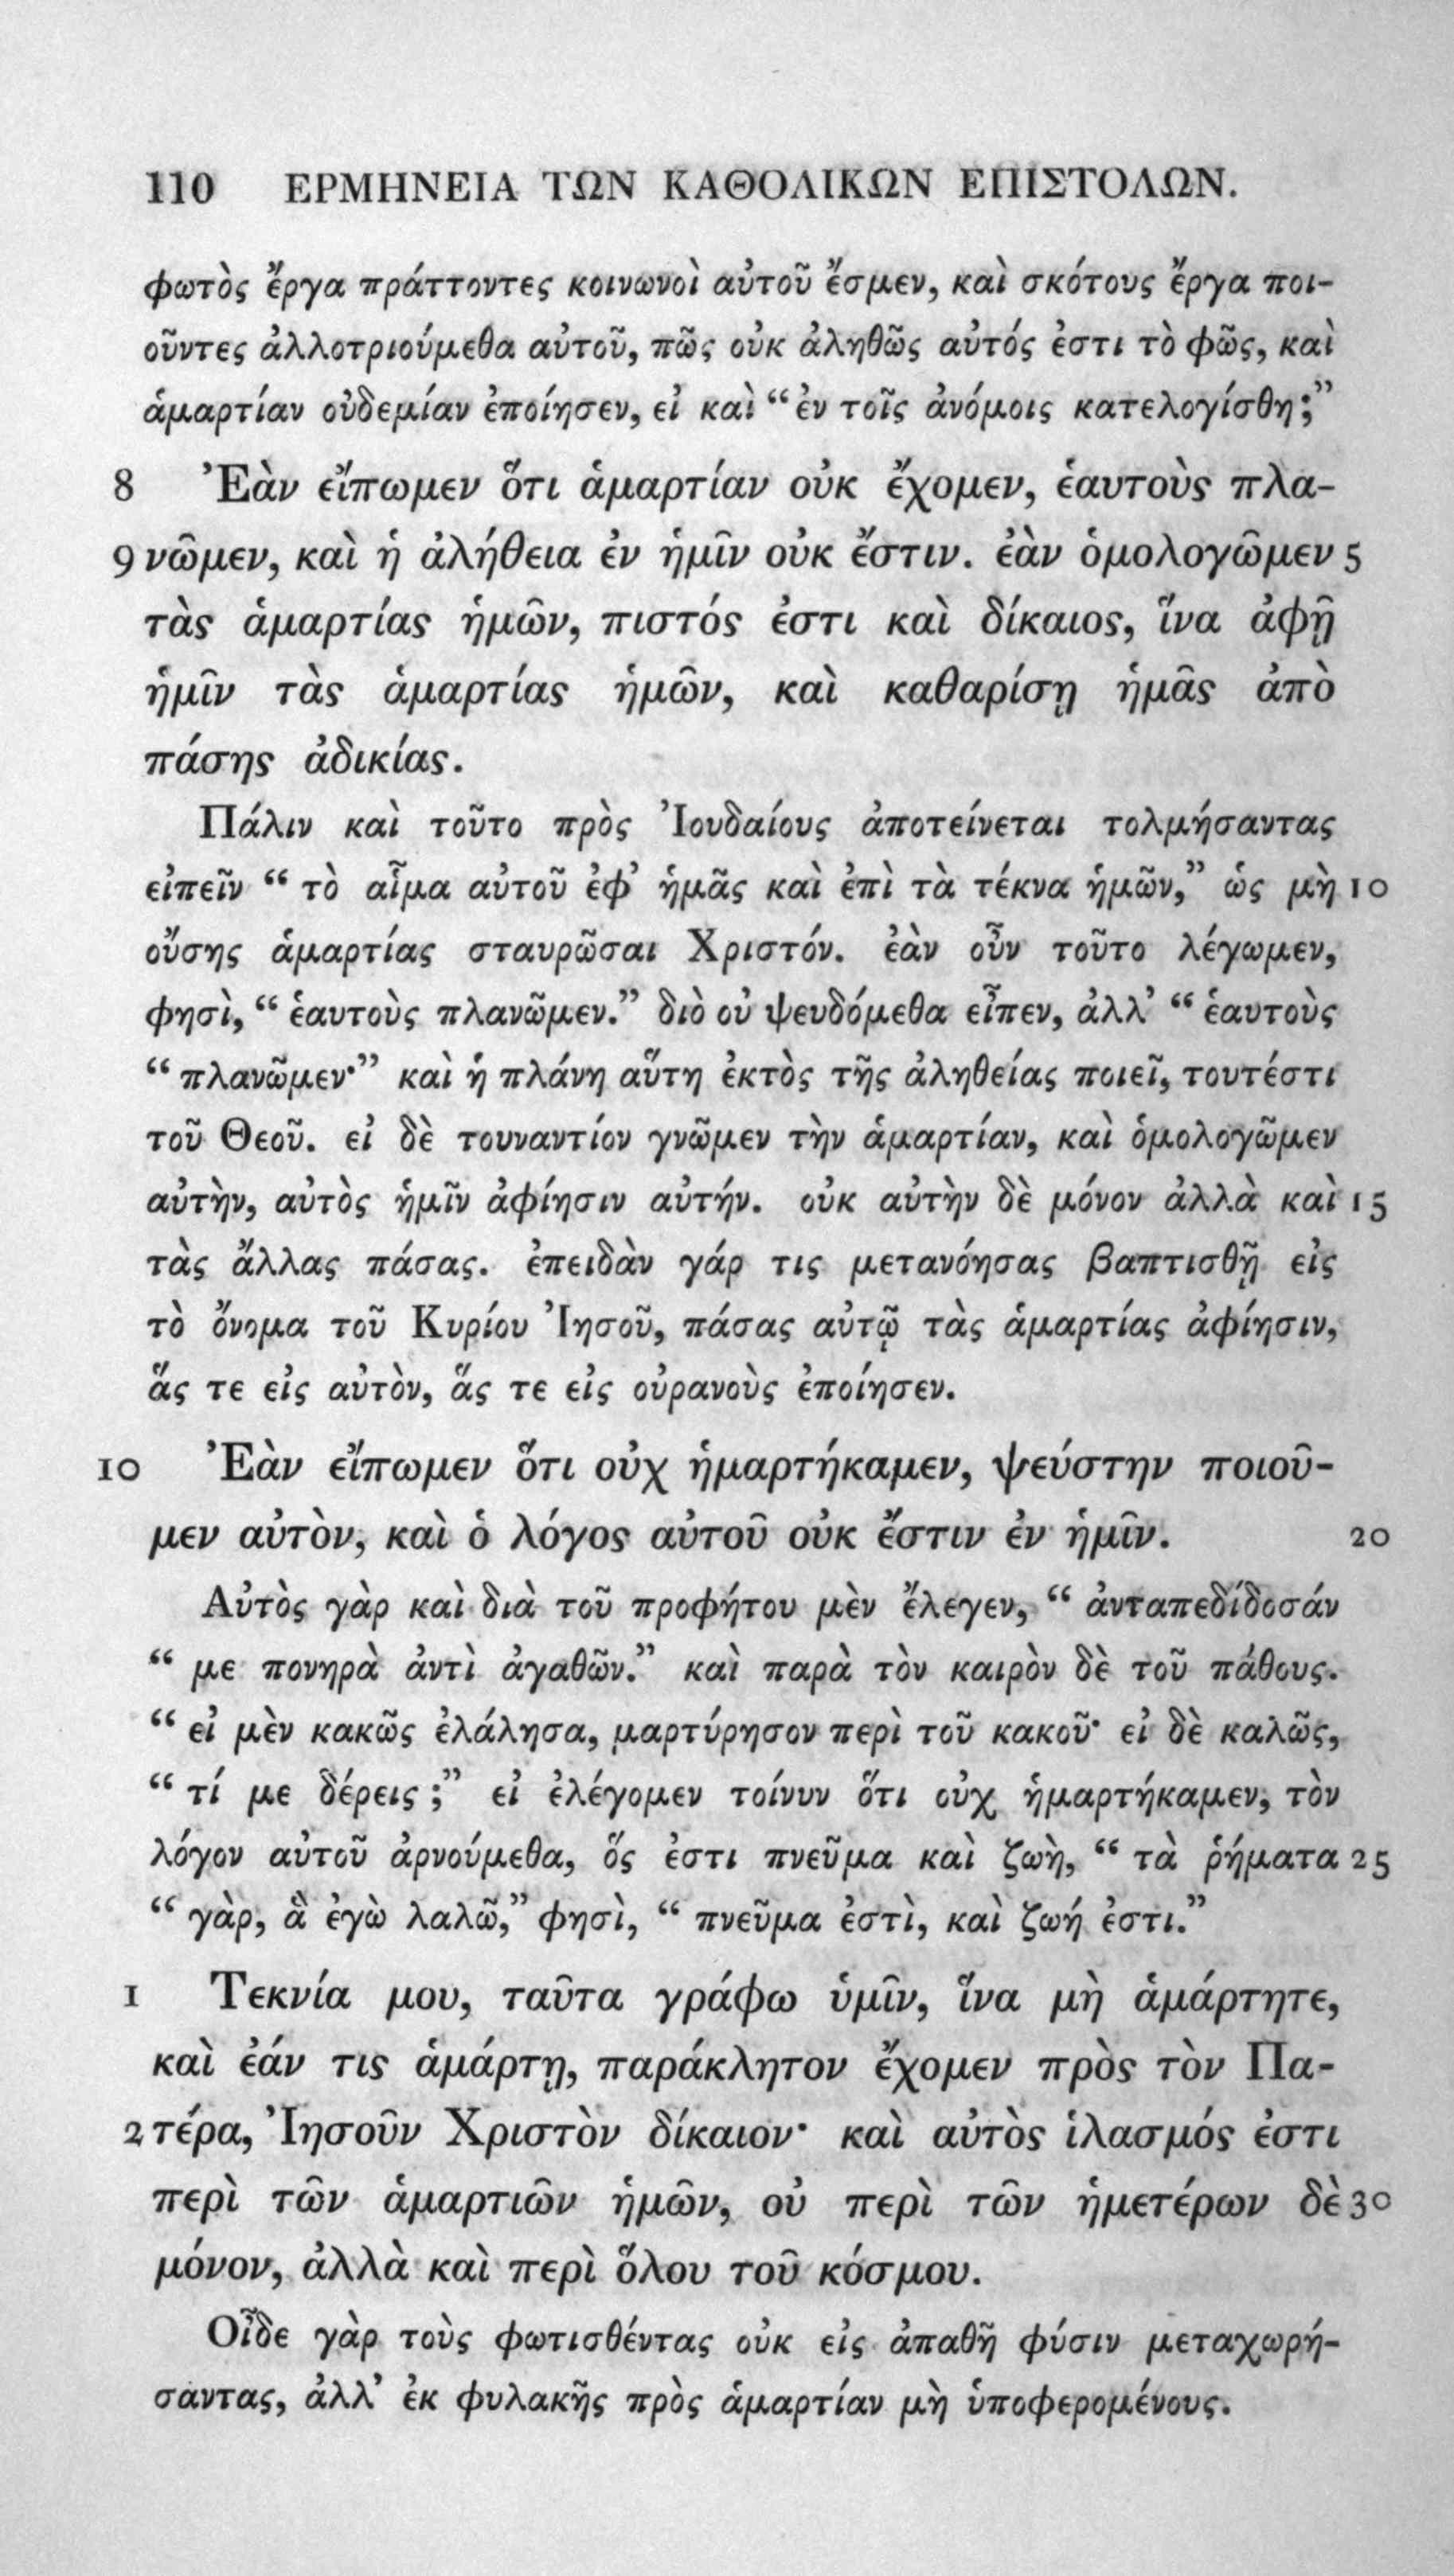 110 ΕΡΜΗΝΕΙΑ ΤΩΝ ΚΑΘΟΛΙΚΩΝ ΕΠΙΣΤΟΛΩΝ.
φωτὸς ἔργα πράττοντες κοινωνοὶ αὐτοῦ ἔσμεν, καὶ σκότους ἔργα ποι-
οῦντες ἀλλοτριούμεθα αὐτοῦ, πῶς οὐκ ἀληθῶς αὐτός ἐστι τὸ φῶς, καὶ
ἁμαρτίαν οὐδεμίαν ἐποίησεν, εἰ καὶ “ ἐν τοῖς ἀνόμοις κατελογίσθη;”
8 Ἐὰν εἴπωμεν ὅτι ἁμαρτίαν οὐκ ἔχομεν, ἑαυτοὺς πλα-
9 νῶμεν, καὶ ἡ ἀλήθεια ἐν ἡμῖν οὐκ ἔστιν. ἐὰν ὁμολογῶμεν 5
τὰς ἁμαρτίας ἡμῶν, πιστός ἐστι καὶ δίκαιος, ἵνα ἀφῇ
ἡμῖν τὰς ἁμαρτίας ἡμῶν, καὶ καθαρίσῃ ἡμᾶς ἀπὸ
πάσης ἀδικίας.
Πάλιν καὶ τοῦτο πρὸς Ἰουδαίους ἀποτείνεται τολμήσαντας
εἰπεῖν “ τὸ αἷμα αὐτοῦ ἐφ’ ἡμᾶς καὶ ἐπὶ τὰ τέκνα ἡμῶν,” ὡς μὴ 10
οὔσης ἁμαρτίας σταυρῶσαι Χριστόν. ἐὰν οὖν τοῦτο λέγωμεν,
φησὶ, “ ἑαυτοὺς πλανῶμεν.” διὸ οὐ ψευδόμεθα εἶπεν, ἀλλ’ “ ἑαυτοὺς
“ πλανῶμεν·” καὶ ἡ πλάνη αὕτη ἐκτὸς τῆς ἀληθείας ποιεῖ, τουτέστι
τοῦ Θεοῦ. εἰ δὲ τουναντίον γνῶμεν τὴν ἁμαρτίαν, καὶ ὁμολογῶμεν
αὐτὴν, αὐτὸς ἡμῖν ἀφίησιν αὐτήν. οὐκ αὐτὴν δὲ μόνον ἀλλὰ καὶ 15
τὰς ἄλλας πάσας. ἐπειδὰν γάρ τις μετανόησας βαπτισθῇ εἰς
τὸ ὄνομα τοῦ Κυρίου Ἰησοῦ, πάσας αὐτῷ τὰς ἁμαρτίας ἀφίησιν,
ἅς τε εἰς αὐτὸν, ἅς τε εἰς οὐρανοὺς ἐποίησεν.
10 Ἐὰν εἴπωμεν ὅτι οὐχ ἡμαρτήκαμεν, ψεύστην ποιοῦ-
μεν αὐτὸν, καὶ ὁ λόγος αὐτοῦ οὐκ ἔστιν ἐν ἡμῖν. 20
Αὐτὸς γὰρ καὶ διὰ τοῦ προφήτου μὲν ἔλεγεν, “ ἀνταπεδίδοσάν
“ με πονηρὰ ἀντὶ ἀγαθῶν.” καὶ παρὰ τὸν καιρὸν δὲ τοῦ πάθους.
“ εἰ μὲν κακῶς ἐλάλησα, μαρτύρησον περὶ τοῦ κακοῦ· εἰ δὲ καλῶς,
“ τί με δέρεις ;” εἰ ἐλέγομεν τοίνυν ὅτι οὐχ ἡμαρτήκαμεν, τὸν
λόγον αὐτοῦ ἀρνούμεθα, ὅς ἐστι πνεῦμα καὶ ζωὴ, “ τὰ ῥήματα 25
“ γὰρ, ἃ ἐγὼ λαλῶ,” φησὶ, “ πνεῦμα ἐστὶ, καὶ ζωή ἐστι.”
1 Τεκνία μου, ταῦτα γράφω ὑμῖν, ἵνα μὴ ἁμάρτητε,
καὶ ἐάν τις ἁμάρτῃ, παράκλητον ἔχομεν πρὸς τὸν Πα-
2 τέρα, Ἰησοῦν Χριστὸν δίκαιον· καὶ αὐτὸς ἱλασμός ἐστι
περὶ τῶν ἁμαρτιῶν ἡμῶν, οὐ περὶ τῶν ἡμετέρων δὲ 30
μόνον, ἀλλὰ καὶ περὶ ὅλου τοῦ κόσμου.
Οἶδε γὰρ τοὺς φωτισθέντας οὐκ εἰς ἀπαθῆ φύσιν μεταχωρή-
σαντας, ἀλλ’ ἐκ φυλακῆς πρὸς ἁμαρτίαν μὴ ὑποφερομένους.